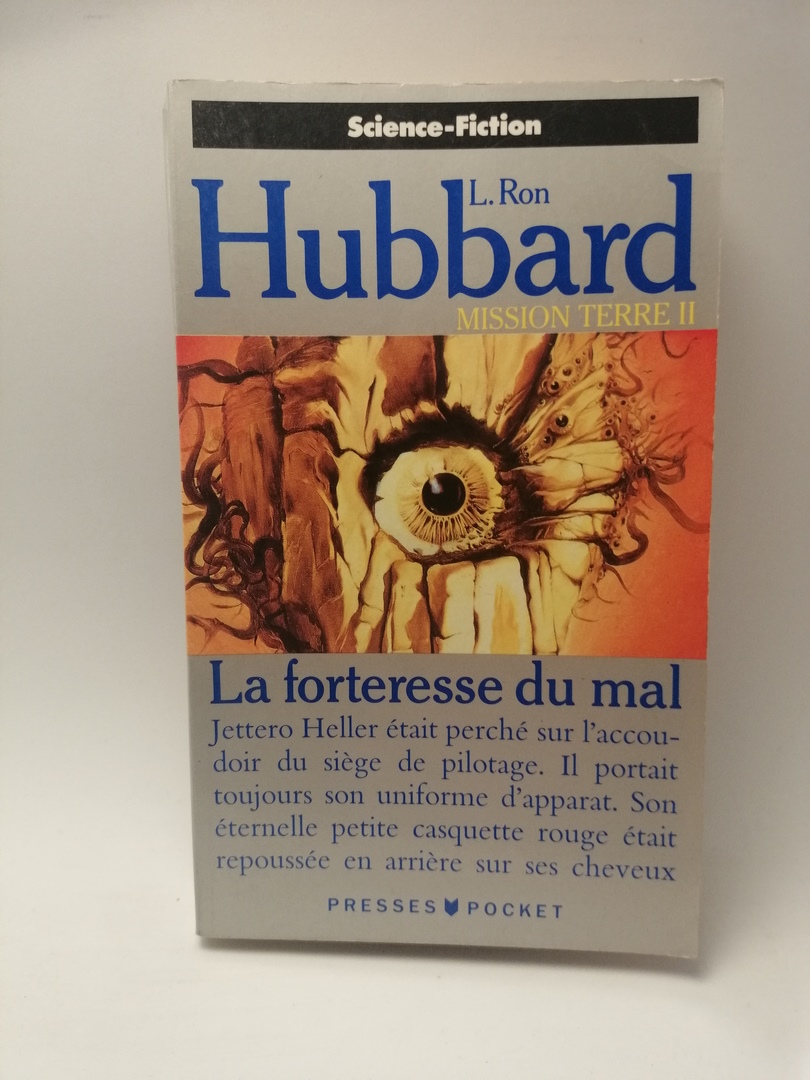 Science-Fiction
L. Ron
Hubbard
MISSION TERRE II
La forteresse du mal
Jettero Heller était perché sur l'accou-
doir du siège de pilotage. Il portait
toujours son uniforme d'apparat. Son
éternelle petite casquette rouge était
repoussée en arrière sur ses cheveux
PRESSES POCKET